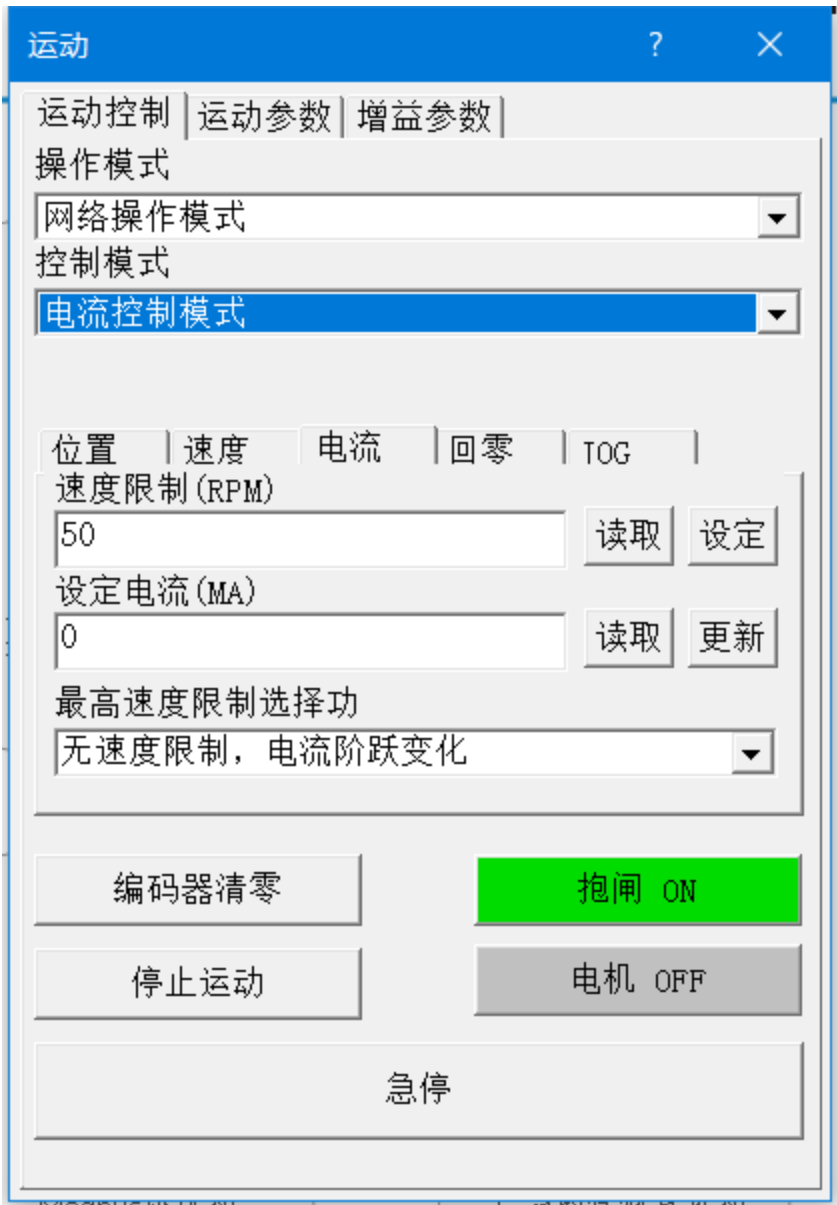 运动 ?
运动控制 运动参数 增益参数
操作模式
网络操作模式
控制模式
电流控制模式
位置 速度 电流 回零 TOG
速度限制(RPM)
50 读取 设定
设定电流(MA)
0 读取 更新
最高速度限制选择功
无速度限制，电流阶跃变化
编码器清零 抱闸 ON
停止运动 电机 OFF
急停